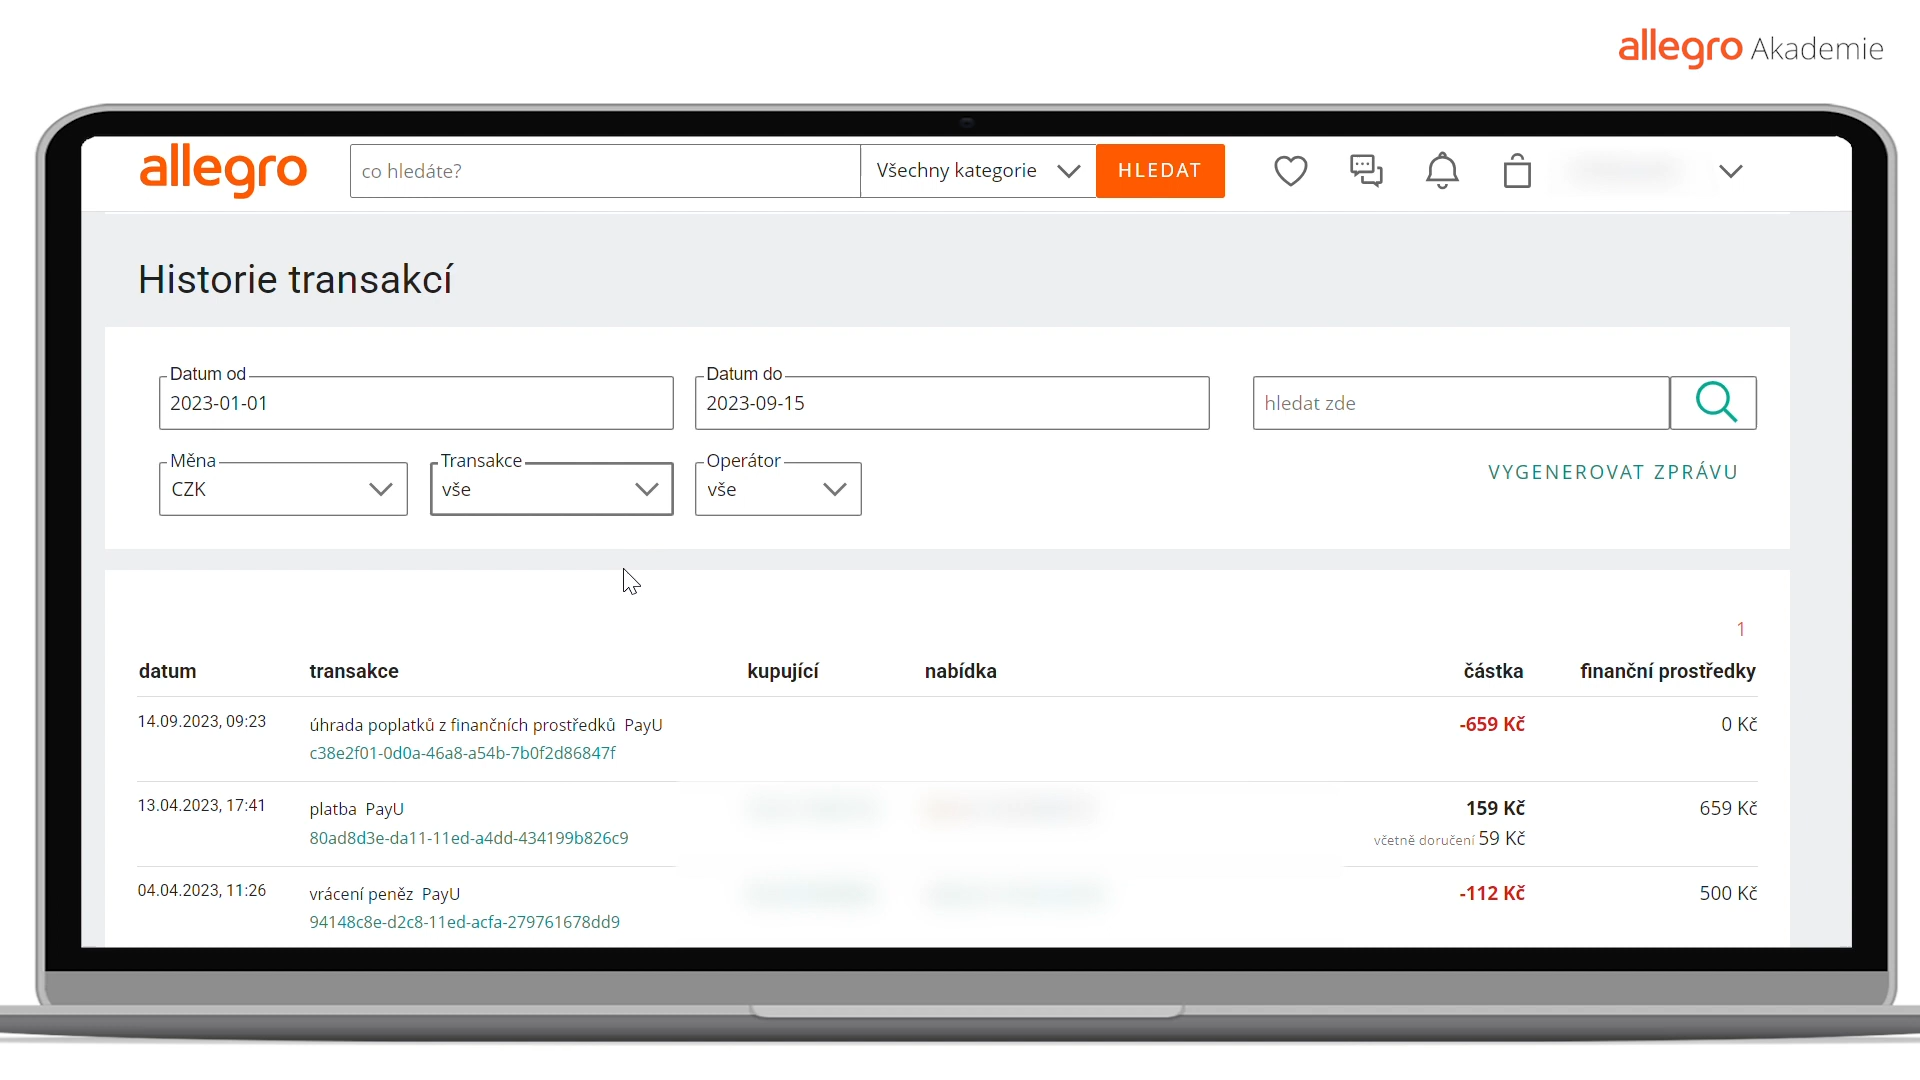 allegro Akademie
allegro
co hledáte?
Všechny kategorie
HLEDAT
Historie transakcí
Datum od
2023-01-01
Datum do
2023-09-15
hledat zde
Měna
CZK
Transakce
vše
Operátor
vše
VYGENEROVAT ZPRÁVU
1
datum transakce kupující nabídka částka finanční prostředky
14.09.2023, 09:23 úhrada poplatků z finančních prostředků PayU -659 Kč 0 Kč
c38e2f01-0d0a-46a8-a54b-7b0f2d86847f
13.04.2023, 17:41 platba PayU 159 Kč 659 Kč
80ad8d3e-da11-11ed-a4dd-434199b826c9 včetně doručení 59 Kč
04.04.2023, 11:26 vrácení peněz PayU -112 Kč 500 Kč
94148c8e-d2c8-11ed-acfa-279761678dd9